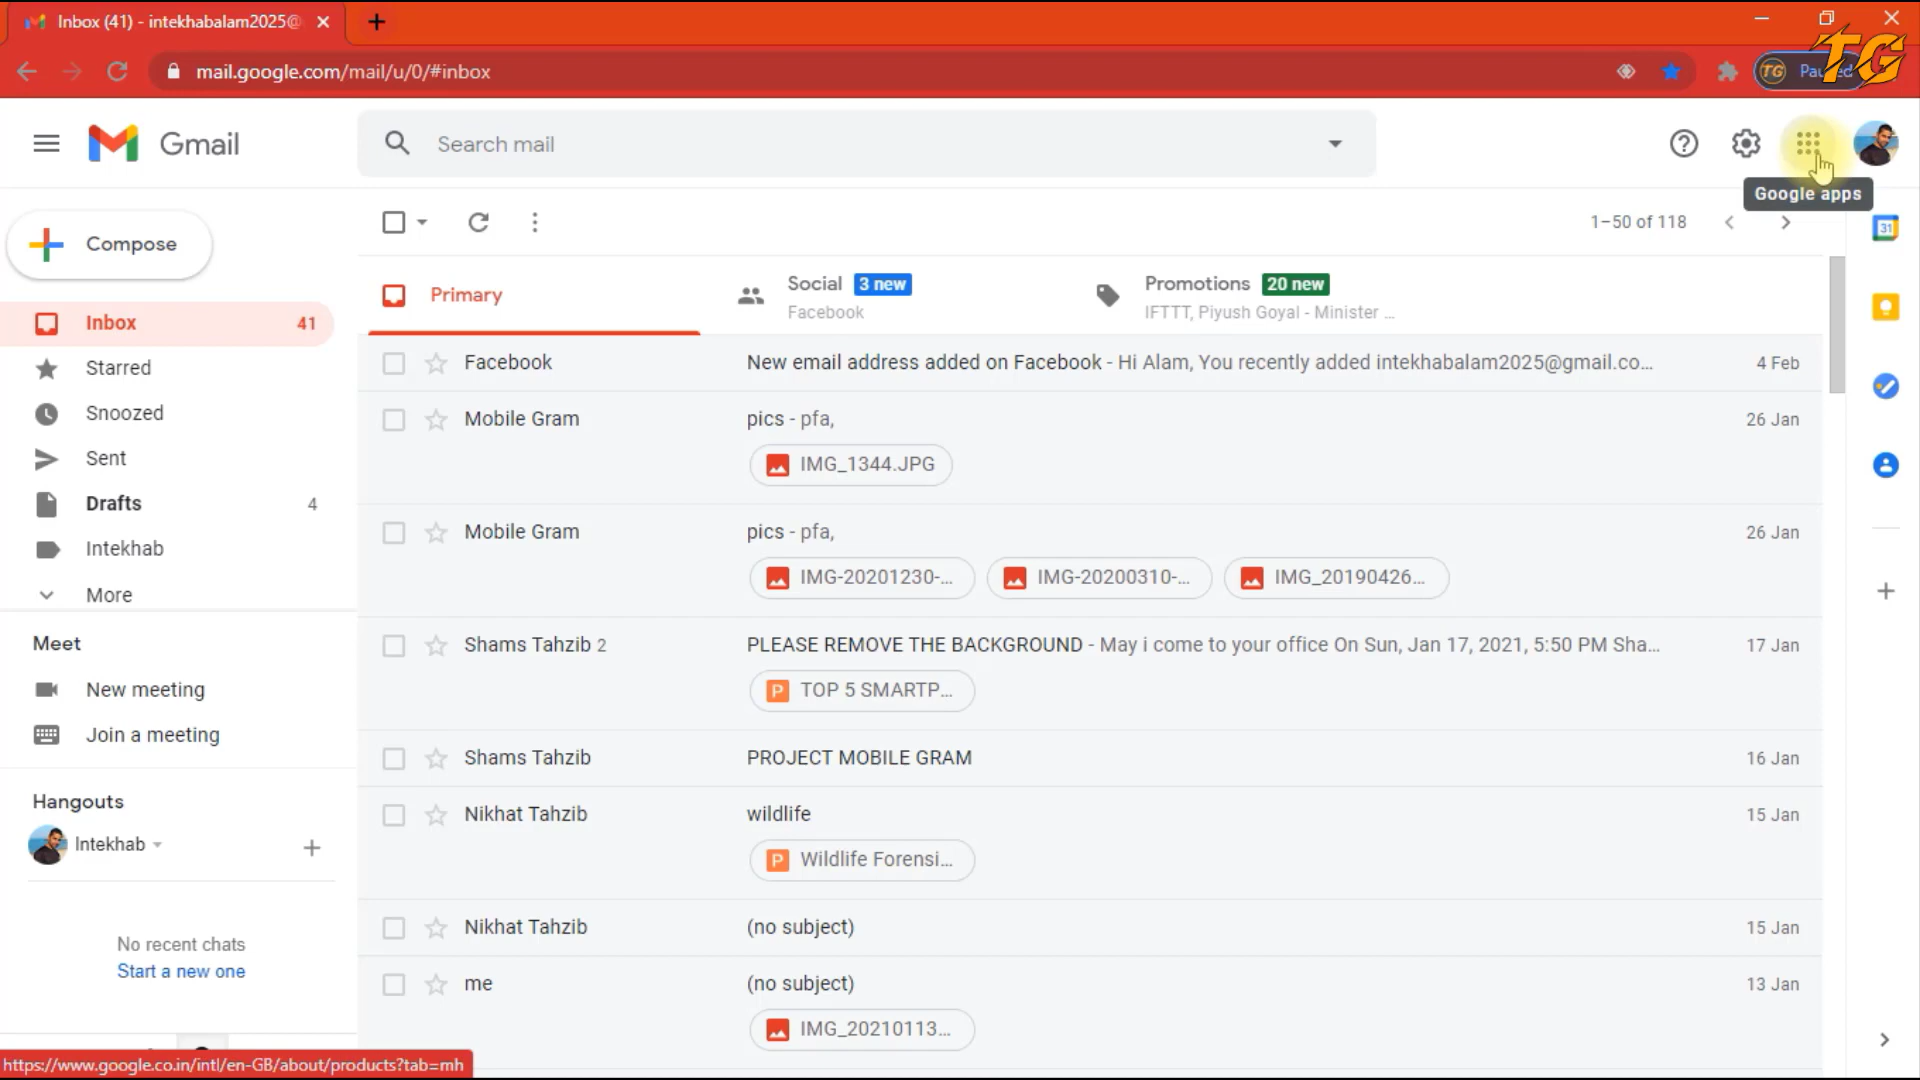 Inbox (41) - intekhabalam2025@
TG
mail.google.com/mail/u/0/#inbox
TG
Gmail
Search mail
Google apps
Compose
1–50 of 118
31
Primary
Social 3 new
Facebook
Promotions 20 new
IFTTT, Piyush Goyal - Minister ...
Inbox 41
Starred
Snoozed
Sent
Drafts 4
Intekhab
More
Facebook New email address added on Facebook - Hi Alam, You recently added intekhabalam2025@gmail.co... 4 Feb
Mobile Gram pics - pfa, 26 Jan
IMG_1344.JPG
Mobile Gram pics - pfa, 26 Jan
IMG-20201230-... IMG-20200310-... IMG_20190426...
Shams Tahzib 2 PLEASE REMOVE THE BACKGROUND - May i come to your office On Sun, Jan 17, 2021, 5:50 PM Sha... 17 Jan
P TOP 5 SMARTP...
Shams Tahzib PROJECT MOBILE GRAM 16 Jan
Nikhat Tahzib wildlife 15 Jan
P Wildlife Forensi...
Nikhat Tahzib (no subject) 15 Jan
me (no subject) 13 Jan
IMG_20210113...
Meet
New meeting
Join a meeting
Hangouts
Intekhab
No recent chats
Start a new one
https://www.google.co.in/intl/en-GB/about/products?tab=mh